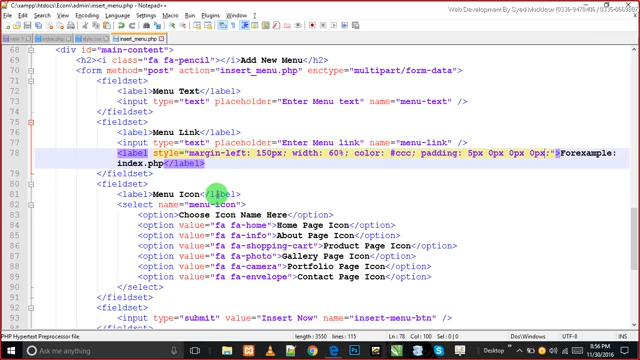 C:\xampp\htdocs\Ecom\admin\insert_menu.php - Notepad++
Web Development By Syed Muddasir
File Edit Search View Encoding Language Settings Macro Run Plugins Window ?
index.php style.css insert_menu.php
68 <div id="main-content">
69 <h2><i class="fa fa-pencil"></i>Add New Menu</h2>
70 <form method="post" action="insert_menu.php" enctype="multipart/form-data">
71 <fieldset>
72 <label>Menu Text</label>
73 <input type="text" placeholder="Enter Menu text" name="menu-text" />
74 </fieldset>
75 <fieldset>
76 <label>Menu Link</label>
77 <input type="text" placeholder="Enter Menu link" name="menu-link" />
78 <label style="margin-left: 150px; width: 60%; color: #ccc; padding: 5px 0px 0px 0px;">Forexample:
index.php</label>
79 </fieldset>
80 <fieldset>
81 <label>Menu Icon</label>
82 <select name="menu-icon">
83 <option>Choose Icon Name Here</option>
84 <option value="fa fa-home">Home Page Icon</option>
85 <option value="fa fa-info">About Page Icon</option>
86 <option value="fa fa-shopping-cart">Product Page Icon</option>
87 <option value="fa fa-photo">Gallery Page Icon</option>
88 <option value="fa fa-camera">Portfolio Page Icon</option>
89 <option value="fa fa-envelope">Contact Page Icon</option>
90 </select>
91 </fieldset>
92 <fieldset>
93 <input type="submit" value="Insert Now" name="insert-menu-btn" />
94 </fieldset>
PHP Hypertext Preprocessor file length : 3550 lines : 115 Ln : 78 Col : 100 Sel : 0 | 0 Dos\Windows UTF-8 INS
Ask me anything Desktop 8:56 PM
11/30/2016